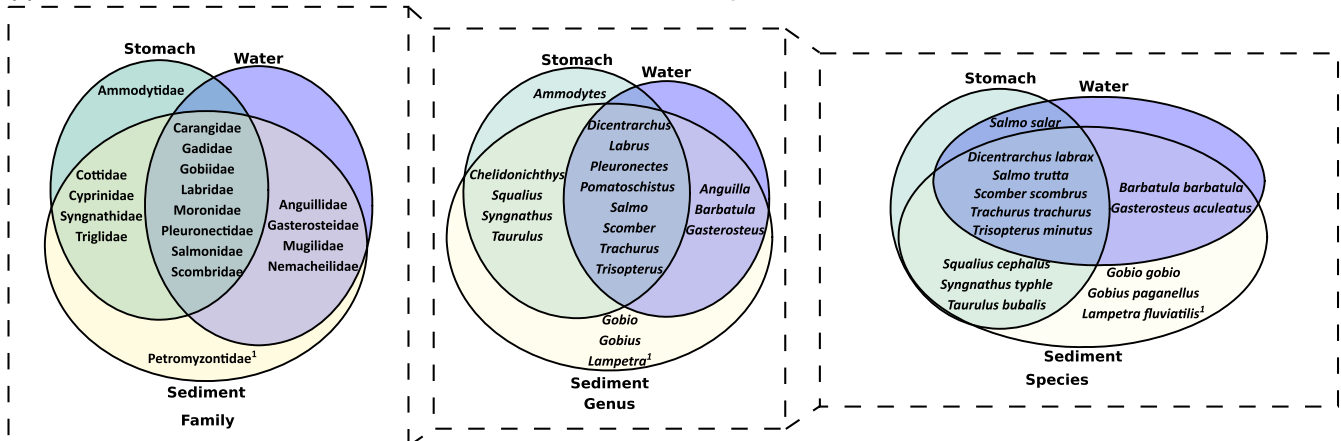 Stomach
Water
Ammodytidae
Carangidae
Gadidae
Gobiidae
Labridae
Moronidae
Pleuronectidae
Salmonidae
Scombridae
Cottidae
Cyprinidae
Syngnathidae
Triglidae
Anguillidae
Gasterosteidae
Mugilidae
Nemacheilidae
Petromyzontidae¹
Sediment
Family
Stomach
Water
Ammodytes
Dicentrarchus
Labrus
Pleuronectes
Pomatoschistus
Salmo
Scomber
Trachurus
Trisopterus
Chelidonichthys
Squalius
Syngnathus
Taurulus
Anguilla
Barbatula
Gasterosteus
Gobio
Gobius
Lampetra¹
Sediment
Genus
Stomach
Water
Salmo salar
Dicentrarchus labrax
Salmo trutta
Scomber scombrus
Trachurus trachurus
Trisopterus minutus
Barbatula barbatula
Gasterosteus aculeatus
Squalius cephalus
Syngnathus typhle
Taurulus bubalis
Gobio gobio
Gobius paganellus
Lampetra fluviatilis¹
Sediment
Species